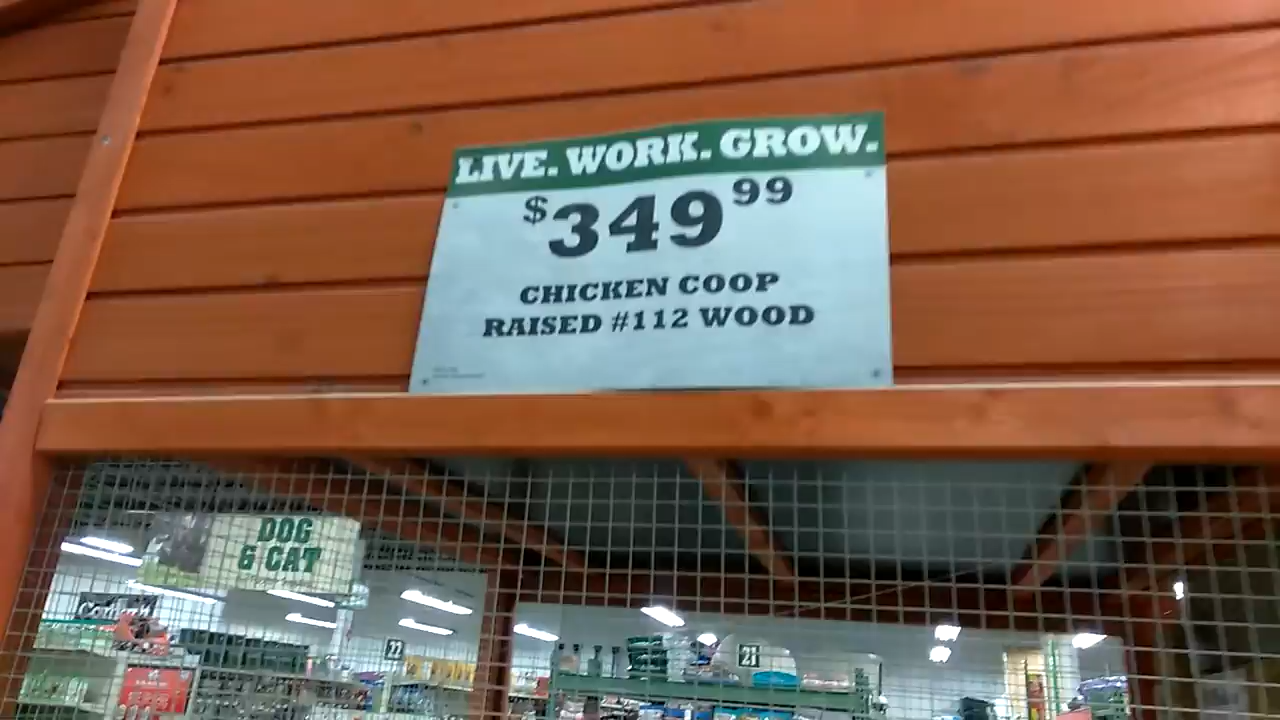 LIVE. WORK. GROW.
$349 99
CHICKEN COOP
RAISED #112 WOOD
DOG
& CAT
22
21